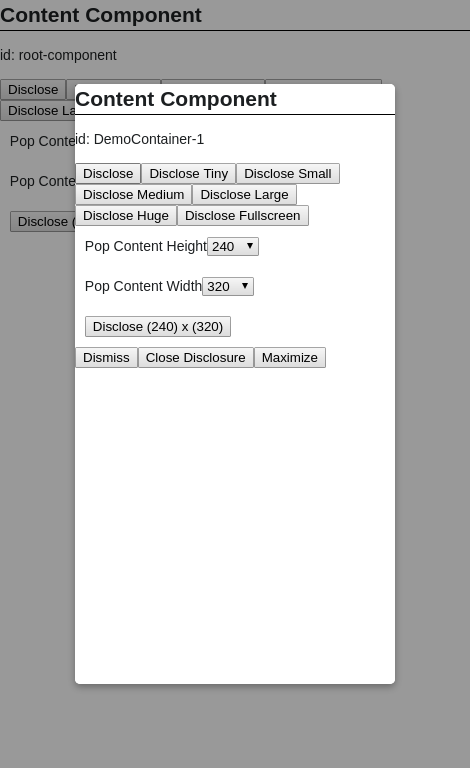 Content Component
id: root-component
Disclose
Disclose La
Pop Conte
Pop Conte
Disclose (
Content Component
id: DemoContainer-1
Disclose Disclose Tiny Disclose Small
Disclose Medium Disclose Large
Disclose Huge Disclose Fullscreen
Pop Content Height 240
Pop Content Width 320
Disclose (240) x (320)
Dismiss Close Disclosure Maximize